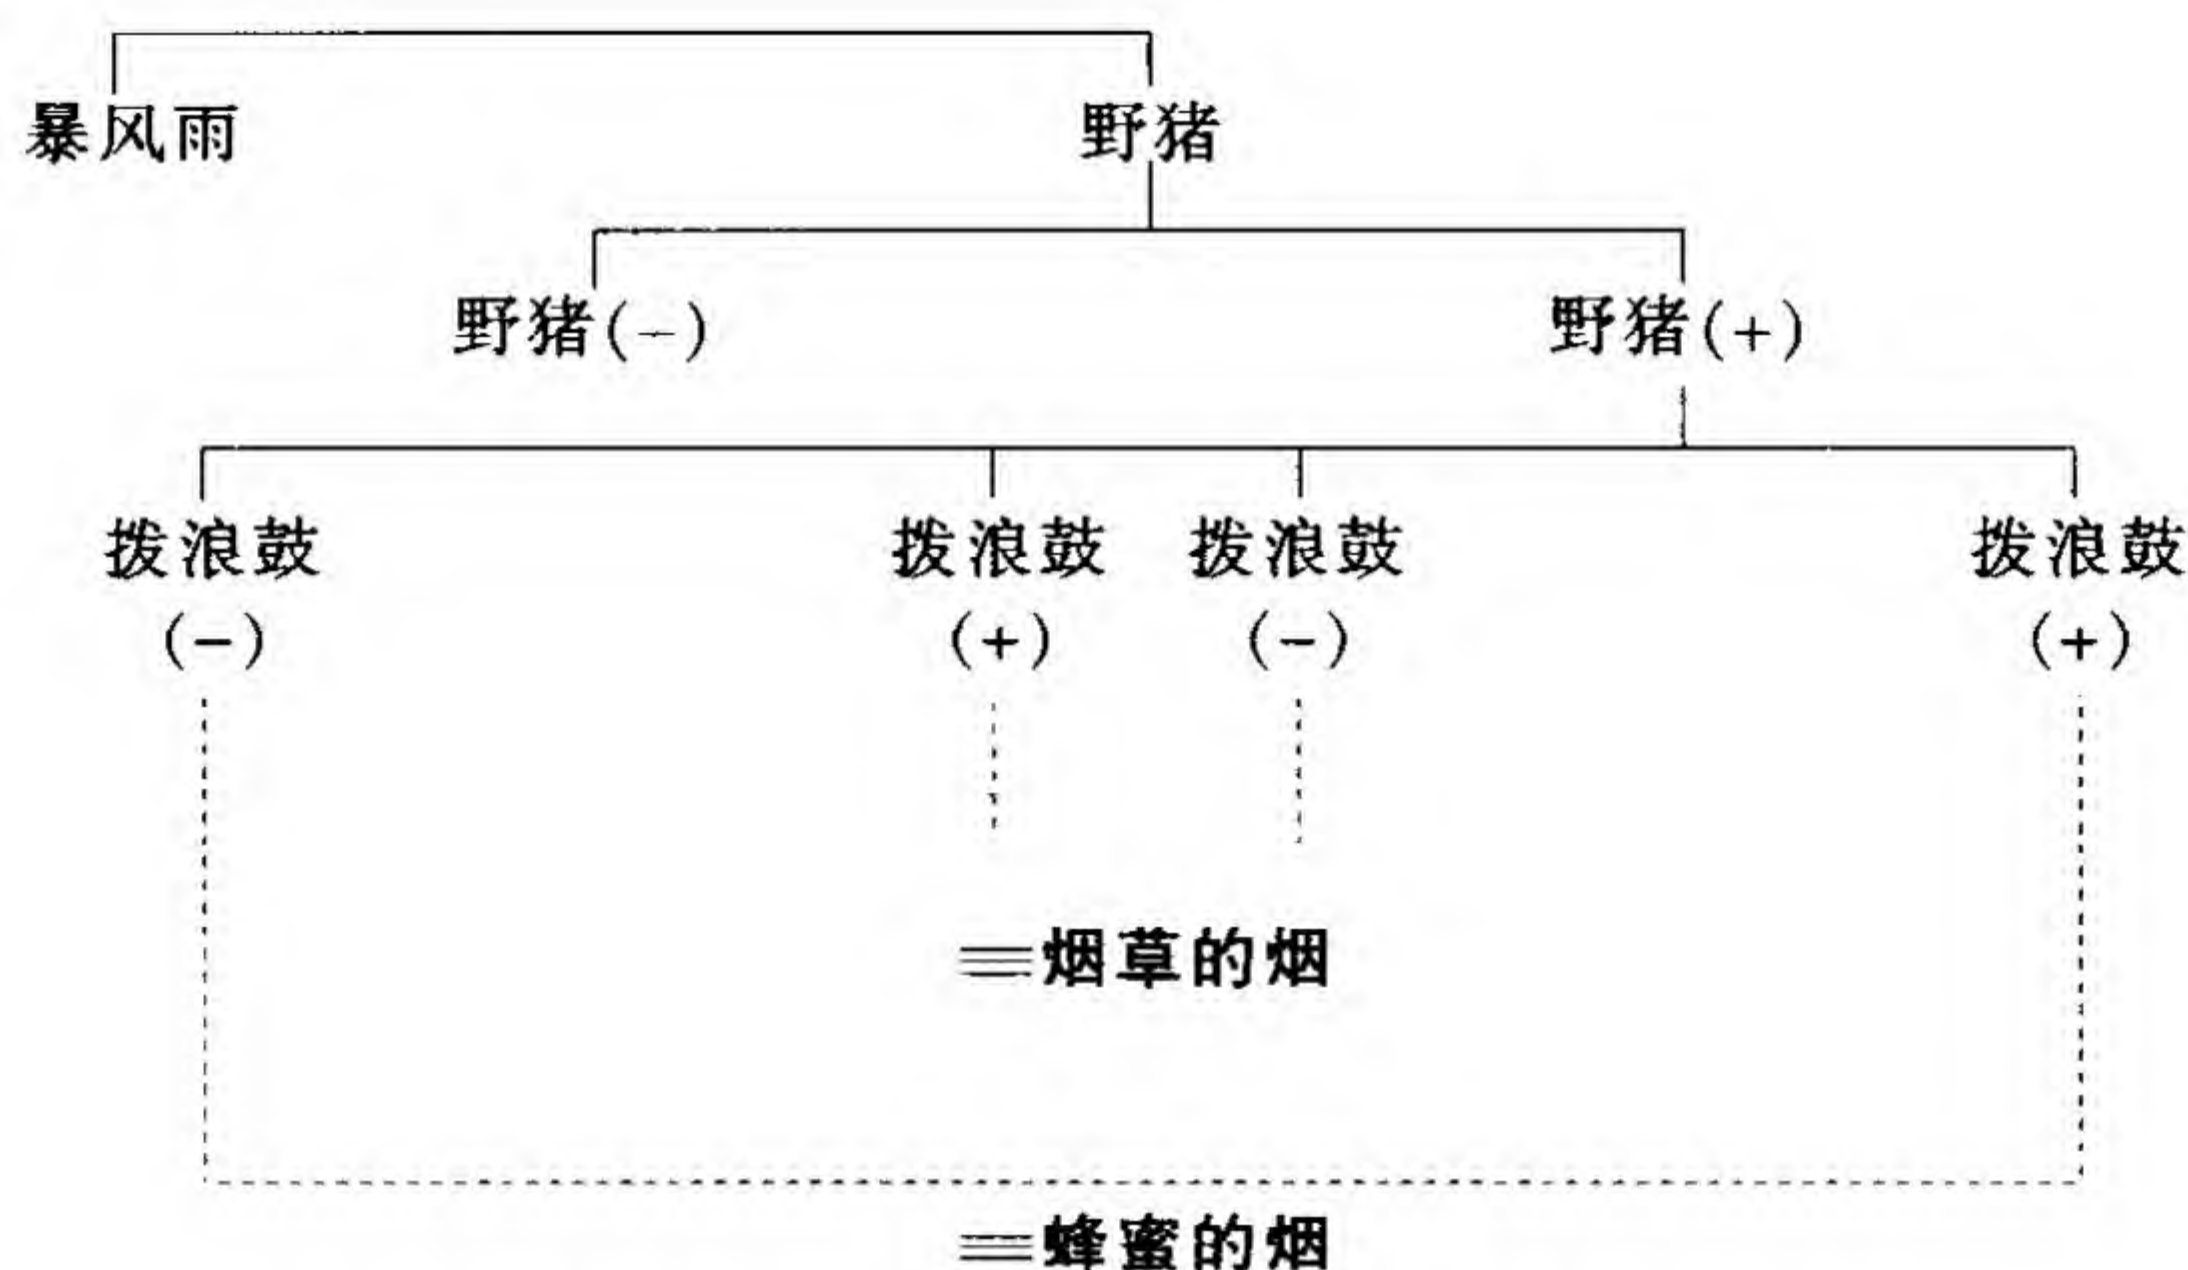 暴风雨 野猪
野猪(-) 野猪(+)
拨浪鼓 拨浪鼓 拨浪鼓 拨浪鼓
(-) (+) (-) (+)
≡烟草的烟
≡蜂蜜的烟